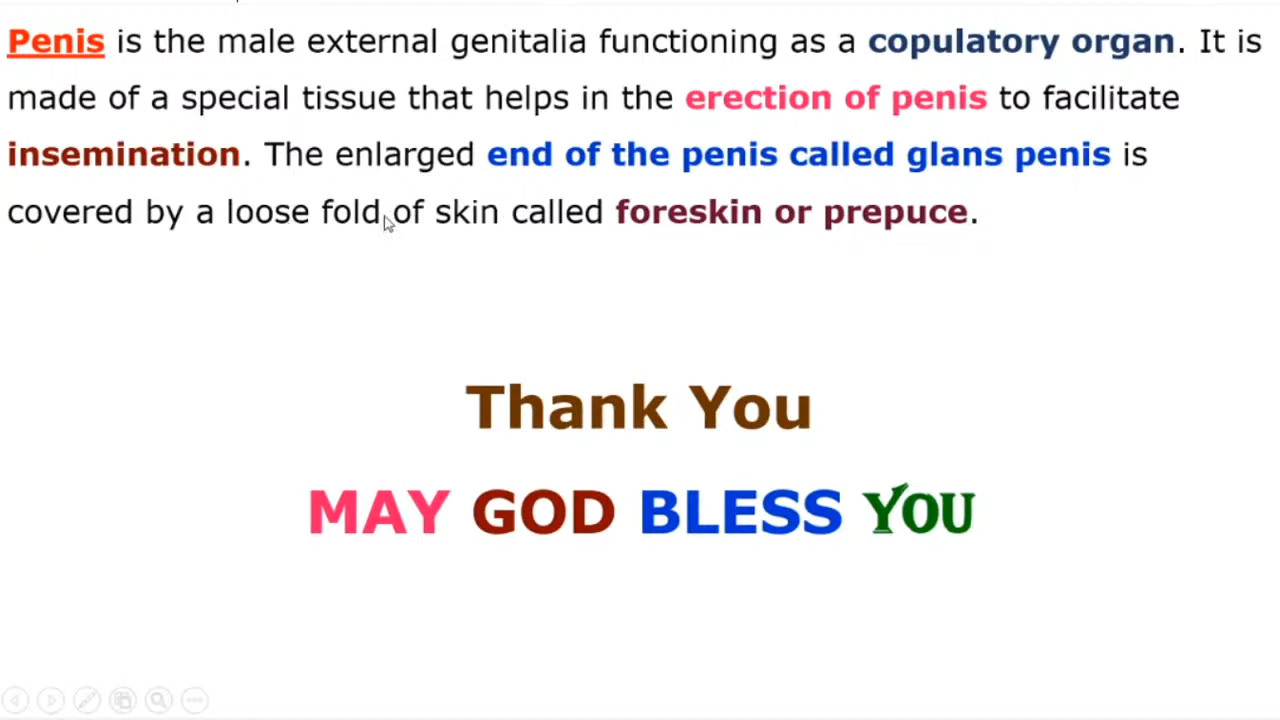 Penis is the male external genitalia functioning as a copulatory organ. It is
made of a special tissue that helps in the erection of penis to facilitate
insemination. The enlarged end of the penis called glans penis is
covered by a loose fold of skin called foreskin or prepuce.
Thank You
MAY GOD BLESS YOU